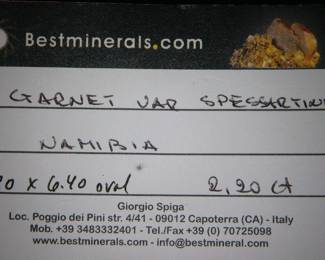 Bestminerals.com
GARNET VAR SPESSARTIN
NAMIBIA
0 x 6.40 oval 2,20 ct
Giorgio Spiga
Loc. Poggio dei Pini str. 4/41 - 09012 Capoterra (CA) - Italy
Mob. +39 3483332401 - Tel./Fax +39 (0) 70725098
www.bestminerals.com - info@bestmineral.com